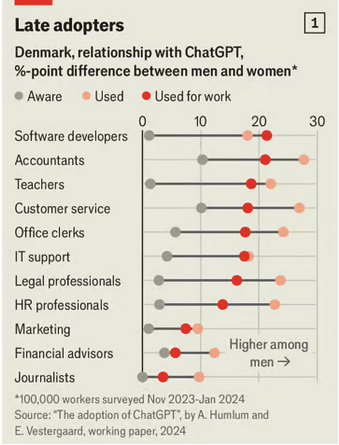 Late adopters
1
Denmark, relationship with ChatGPT,
%-point difference between men and women*
Aware Used Used for work
0 10 20 30
Software developers
Accountants
Teachers
Customer service
Office clerks
IT support
Legal professionals
HR professionals
Marketing
Financial advisors
Journalists
Higher among
men →
*100,000 workers surveyed Nov 2023-Jan 2024
Source: “The adoption of ChatGPT”, by A. Humlum and
E. Vestergaard, working paper, 2024